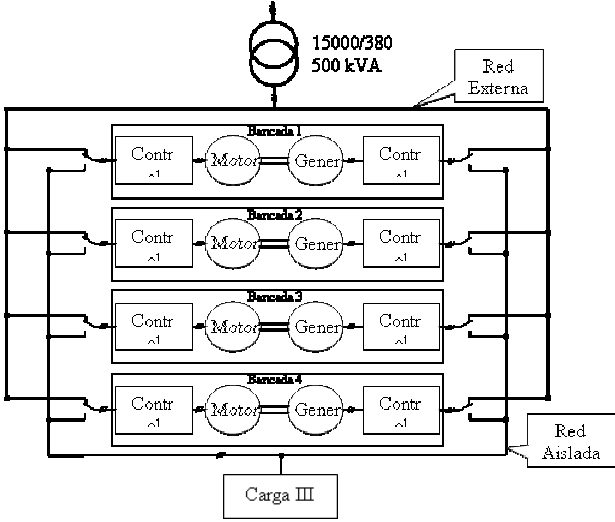 15000/380
500 kVA
Red
Externa
Bancada 1
Contr
Motor
Gener
Contr
Bancada 2
Contr
Motor
Gener
Contr
Bancada 3
Contr
Motor
Gener
Contr
Bancada 4
Contr
Motor
Gener
Contr
Red
Aislada
Carga III